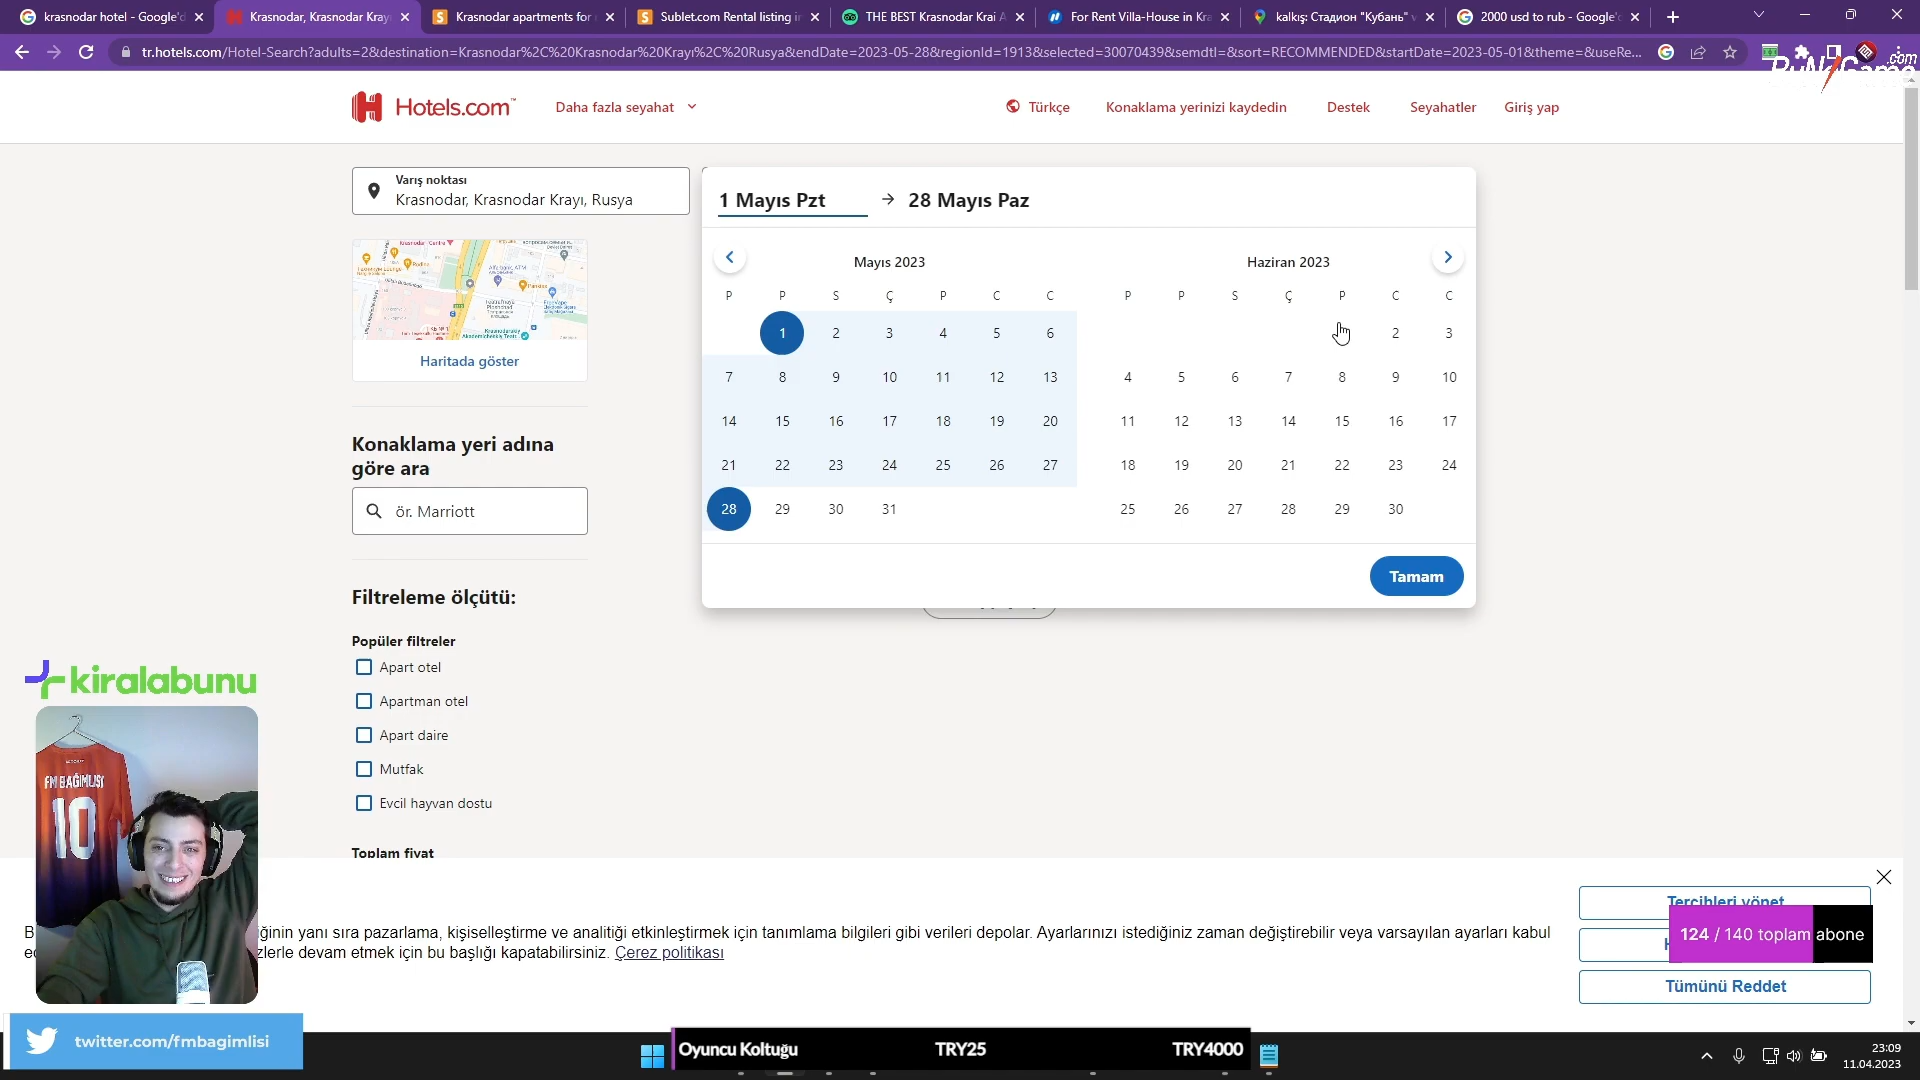 krasnodar hotel - Google'd
Krasnodar, Krasnodar Kray
Krasnodar apartments for
Sublet.com Rental listing in
THE BEST Krasnodar Krai A
For Rent Villa-House in Kra
kalkış: Стадион "Кубань" v
2000 usd to rub - Google'
tr.hotels.com/Hotel-Search?adults=2&destination=Krasnodar%2C%20Krasnodar%20Krayı%2C%20Rusya&endDate=2023-05-28&regionId=1913&selected=30070439&semdtl=&sort=RECOMMENDED&startDate=2023-05-01&theme=&useRe...
.com
Hotels.com
Daha fazla seyahat
Türkçe
Konaklama yerinizi kaydedin
Destek
Seyahatler
Giriş yap
Varış noktası
Krasnodar, Krasnodar Krayı, Rusya
Haritada göster
1 Mayıs Pzt
28 Mayıs Paz
Mayıs 2023
P P S Ç P C C
1 2 3 4 5 6
7 8 9 10 11 12 13
14 15 16 17 18 19 20
21 22 23 24 25 26 27
28 29 30 31
Haziran 2023
P P S Ç P C C
2 3
4 5 6 7 8 9 10
11 12 13 14 15 16 17
18 19 20 21 22 23 24
25 26 27 28 29 30
Tamam
Konaklama yeri adına
göre ara
ör. Marriott
Filtreleme ölçütü:
Popüler filtreler
Apart otel
Apartman otel
Apart daire
Mutfak
Evcil hayvan dostu
Toplam fiyat
kiralabunu
FM BAĞIMLISI
10
B
iğinin yanı sıra pazarlama, kişiselleştirme ve analitiği etkinleştirmek için tanımlama bilgileri gibi verileri depolar. Ayarlarınızı istediğiniz zaman değiştirebilir veya varsayılan ayarları kabul
zlerle devam etmek için bu başlığı kapatabilirsiniz. Çerez politikası
Tercihleri yönet
124 / 140 toplam abone
Tümünü Reddet
twitter.com/fmbagimlisi
Oyuncu Koltuğu
TRY25
TRY4000
23:09
11.04.2023